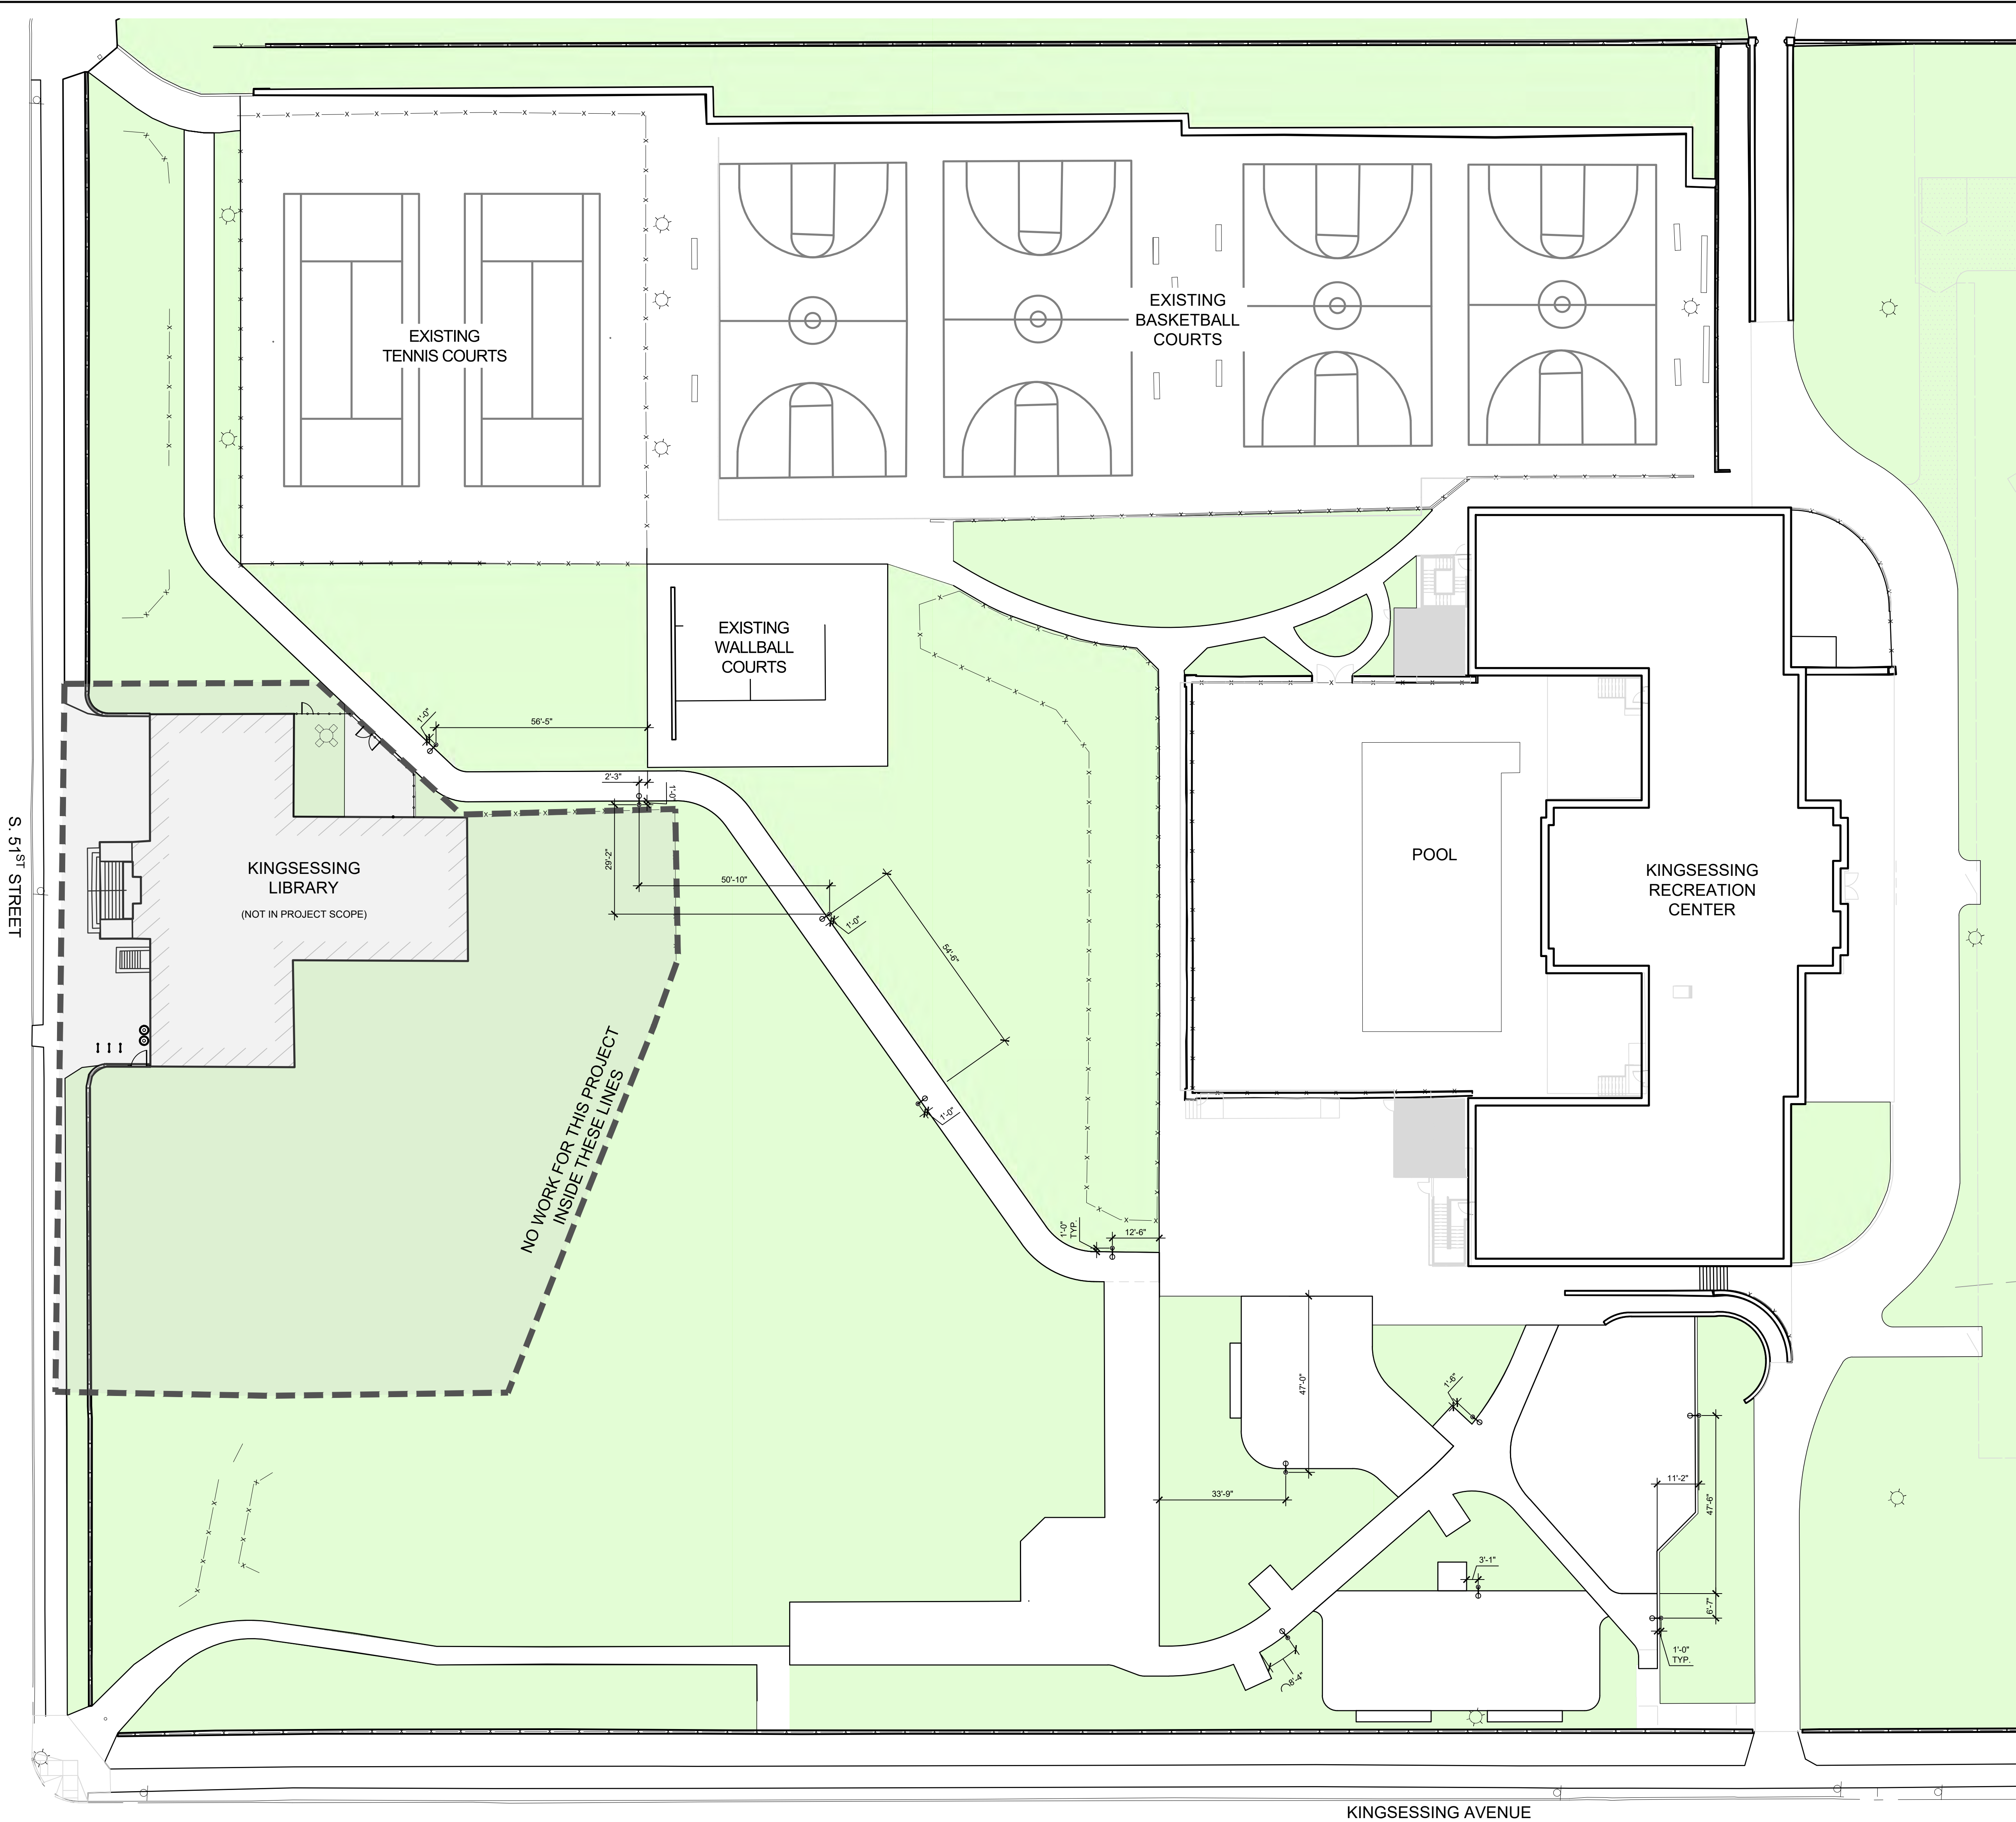 EXISTING
TENNIS COURTS
EXISTING
BASKETBALL
COURTS
EXISTING
WALLBALL
COURTS
1'-0"
56'-5"
2'-3"
1'-0"
29'-2"
50'-10"
1'-0"
54'-6"
1'-0"
S. 51ST STREET
KINGSESSING
LIBRARY
(NOT IN PROJECT SCOPE)
POOL
KINGSESSING
RECREATION
CENTER
NO WORK FOR THIS PROJECT
INSIDE THESE LINES
1'-0"
TYP.
12'-6"
47'-0"
1'-6"
33'-9"
11'-2"
47'-6"
3'-1"
6'-7"
1'-0"
TYP.
8'-4"
KINGSESSING AVENUE